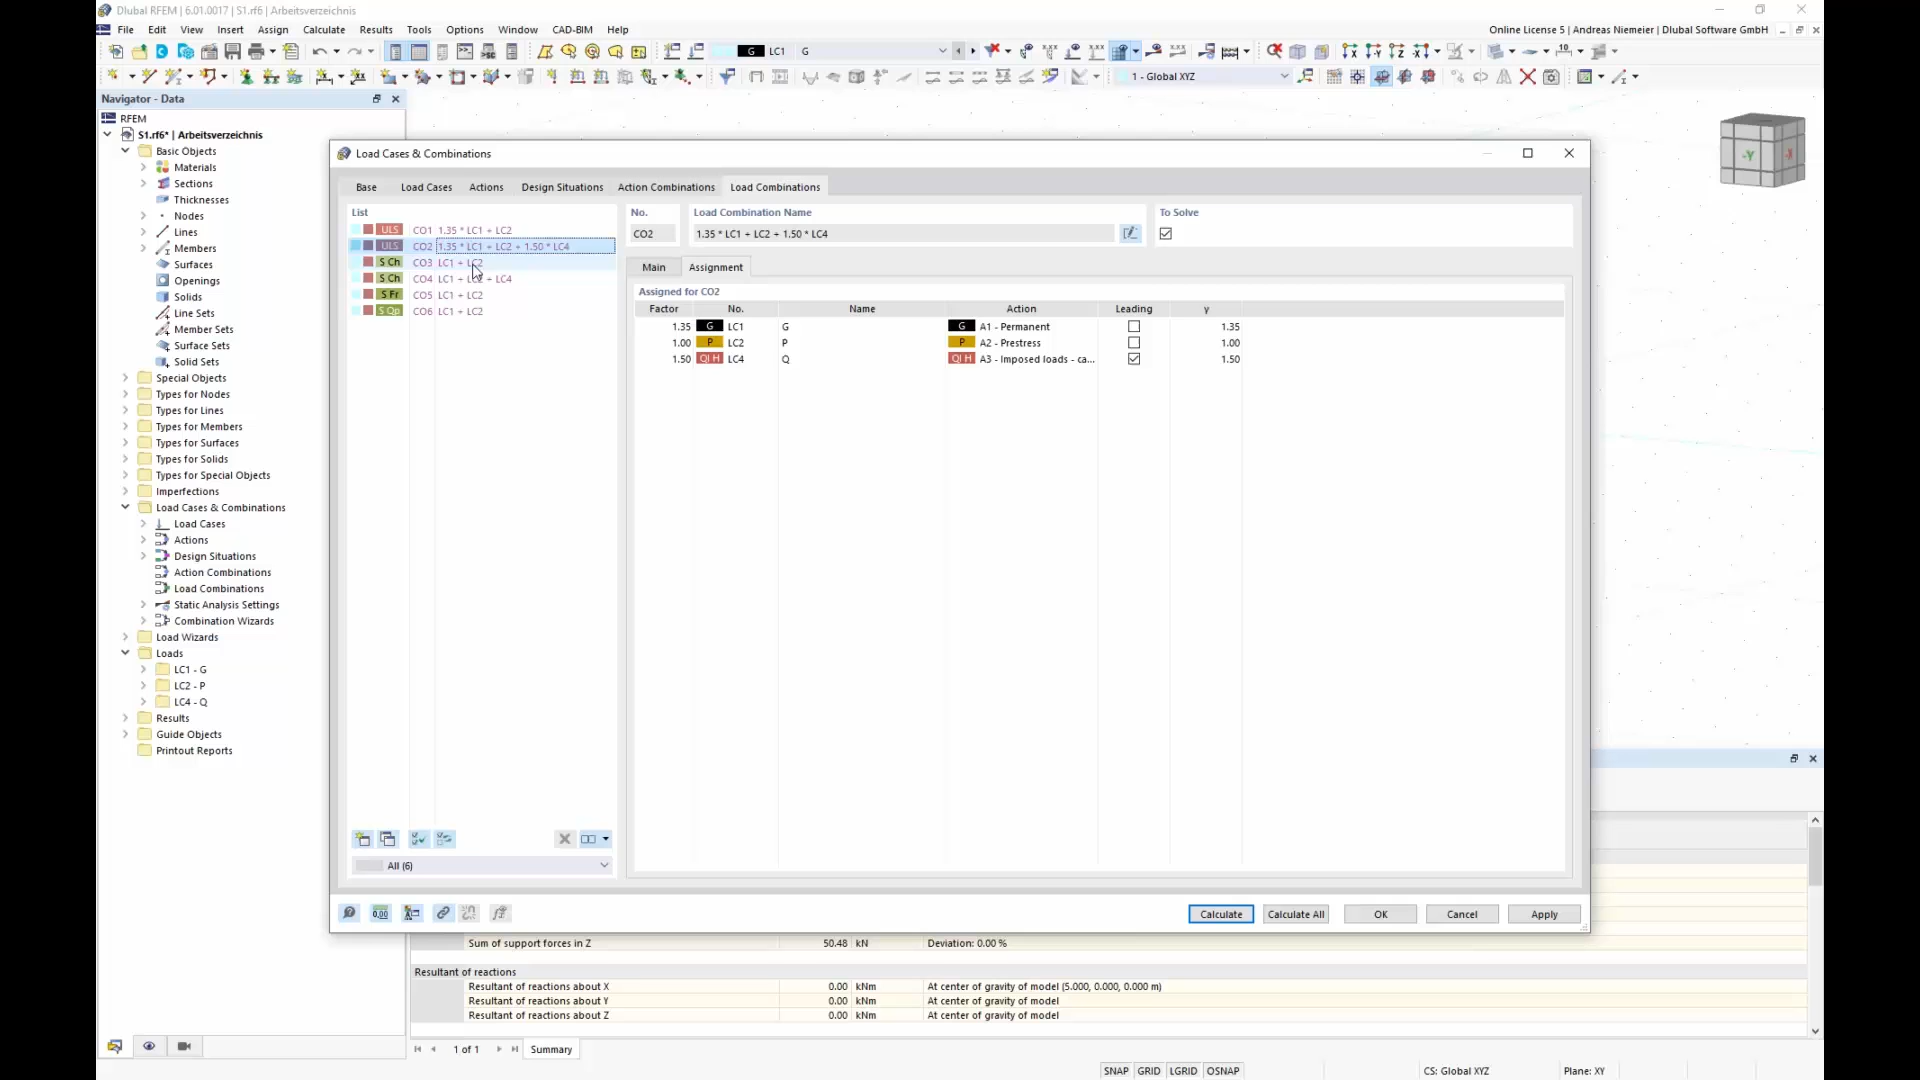 Dlubal RFEM | 6.01.0017 | S1.rf6 | Arbeitsverzeichnis
File Edit View Insert Assign Calculate Results Tools Options Window CAD-BIM Help
Online License 5 | Andreas Niemeier | Dlubal Software GmbH
G LC1 G
1 - Global XYZ
Navigator - Data
RFEM
S1.rf6* | Arbeitsverzeichnis
Basic Objects
Materials
Sections
Thicknesses
Nodes
Lines
Members
Surfaces
Openings
Solids
Line Sets
Member Sets
Surface Sets
Solid Sets
Special Objects
Types for Nodes
Types for Lines
Types for Members
Types for Surfaces
Types for Solids
Types for Special Objects
Imperfections
Load Cases & Combinations
Load Cases
Actions
Design Situations
Action Combinations
Load Combinations
Static Analysis Settings
Combination Wizards
Load Wizards
Loads
LC1 - G
LC2 - P
LC4 - Q
Results
Guide Objects
Printout Reports
Load Cases & Combinations
Base Load Cases Actions Design Situations Action Combinations Load Combinations
List
ULS CO1 1.35 * LC1 + LC2
ULS CO2 1.35 * LC1 + LC2 + 1.50 * LC4
S Ch CO3 LC1 + LC2
S Ch CO4 LC1 + LC2 + LC4
S Fr CO5 LC1 + LC2
S Qp CO6 LC1 + LC2
All (6)
No.
CO2
Load Combination Name
1.35 * LC1 + LC2 + 1.50 * LC4
To Solve
Main Assignment
Assigned for CO2
Factor No. Name Action Leading γ
1.35 G LC1 G G A1 - Permanent 1.35
1.00 P LC2 P P A2 - Prestress 1.00
1.50 QI H LC4 Q QI H A3 - Imposed loads - ca... 1.50
0,00
Calculate Calculate All OK Cancel Apply
-Y -X
Sum of support forces in Z 50.48 kN Deviation: 0.00 %
Resultant of reactions
Resultant of reactions about X 0.00 kNm At center of gravity of model (5.000, 0.000, 0.000 m)
Resultant of reactions about Y 0.00 kNm At center of gravity of model
Resultant of reactions about Z 0.00 kNm At center of gravity of model
1 of 1 Summary
SNAP GRID LGRID OSNAP CS: Global XYZ Plane: XY